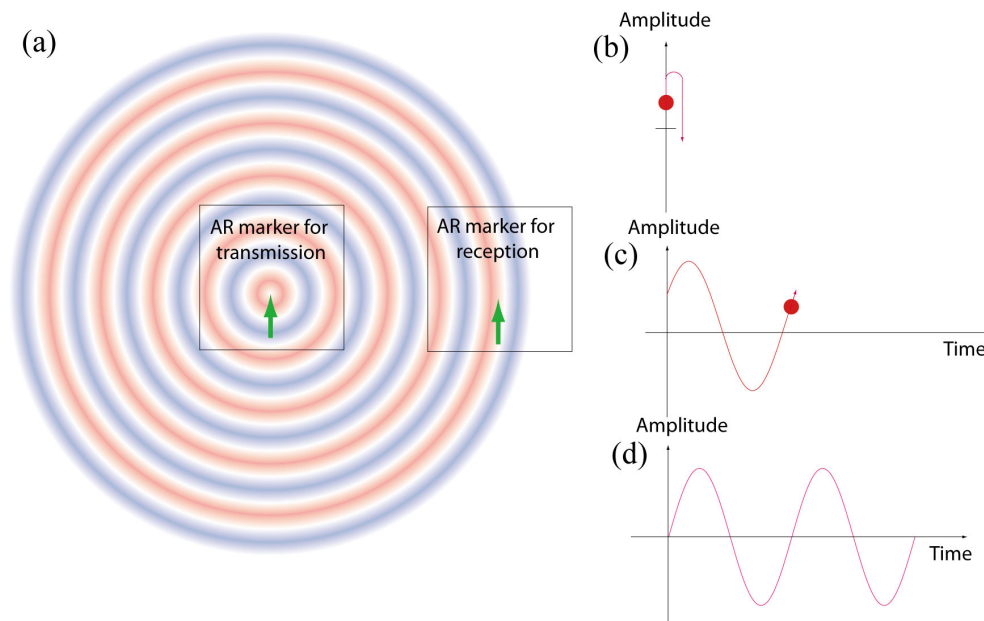 (a)
AR marker for
transmission
AR marker for
reception
(b)
Amplitude
(c)
Amplitude
Time
(d)
Amplitude
Time